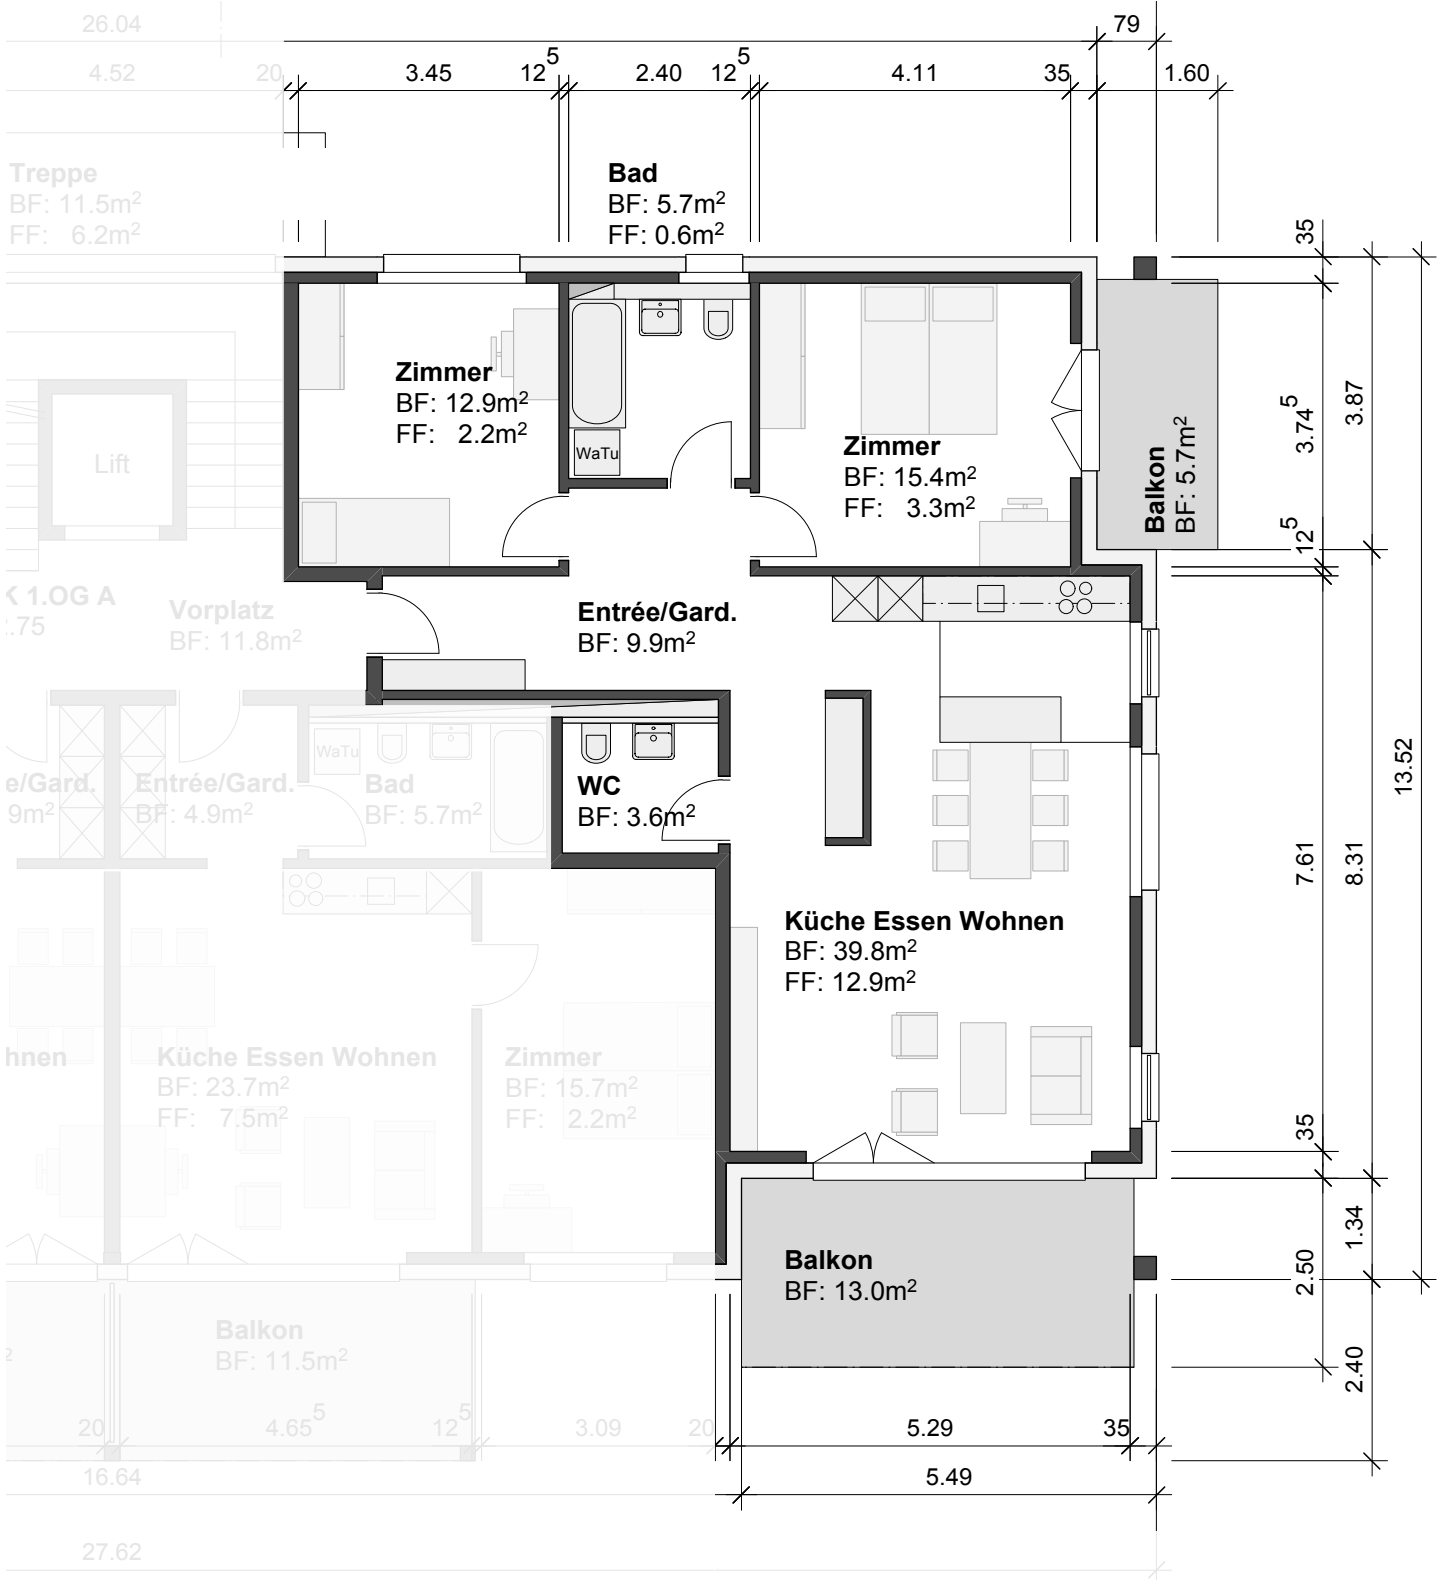 26.04
79
4.52
20
3.45
12⁵
2.40
12⁵
4.11
35
1.60
Treppe
BF: 11.5m²
FF: 6.2m²
Bad
BF: 5.7m²
FF: 0.6m²
35
Zimmer
BF: 12.9m²
FF: 2.2m²
Lift
WaTu
Zimmer
BF: 15.4m²
FF: 3.3m²
Balkon
BF: 5.7m²
3.74⁵
3.87
12⁵
K 1.OG A
.75
Vorplatz
BF: 11.8m²
Entrée/Gard.
BF: 9.9m²
13.52
e/Gard.
9m²
Entrée/Gard.
BF: 4.9m²
WaTu
Bad
BF: 5.7m²
WC
BF: 3.6m²
7.61
8.31
Küche Essen Wohnen
BF: 39.8m²
FF: 12.9m²
hnen
Küche Essen Wohnen
BF: 23.7m²
FF: 7.5m²
Zimmer
BF: 15.7m²
FF: 2.2m²
35
1.34
2.50
Balkon
BF: 13.0m²
2
Balkon
BF: 11.5m²
2.40
20
4.65⁵
12⁵
3.09
20
5.29
35
16.64
5.49
27.62